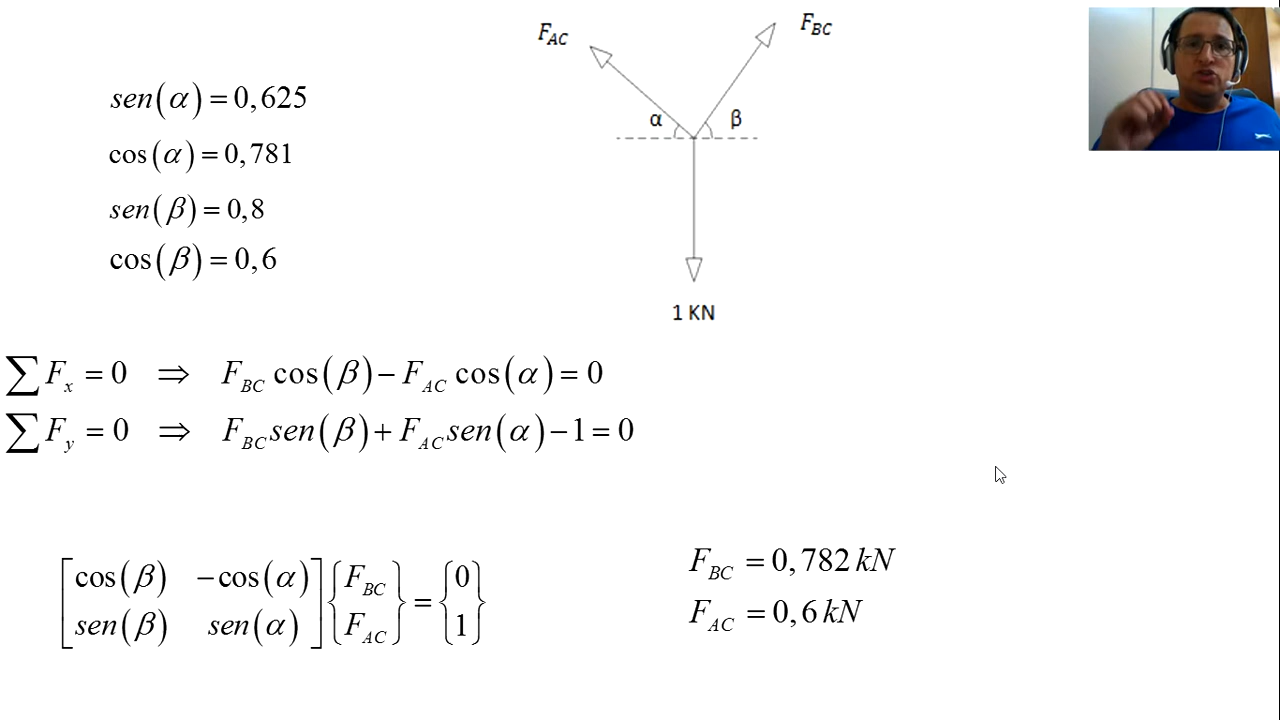 F_AC
F_BC
sen(α) = 0,625
α
β
cos(α) = 0,781
sen(β) = 0,8
cos(β) = 0,6
1 KN
∑F_x = 0 ⇒ F_BC cos(β) − F_AC cos(α) = 0
∑F_y = 0 ⇒ F_BC sen(β) + F_AC sen(α) − 1 = 0
[cos(β) −cos(α)] {F_BC} = {0}
[sen(β) sen(α)] {F_AC} {1}
F_BC = 0,782 kN
F_AC = 0,6 kN